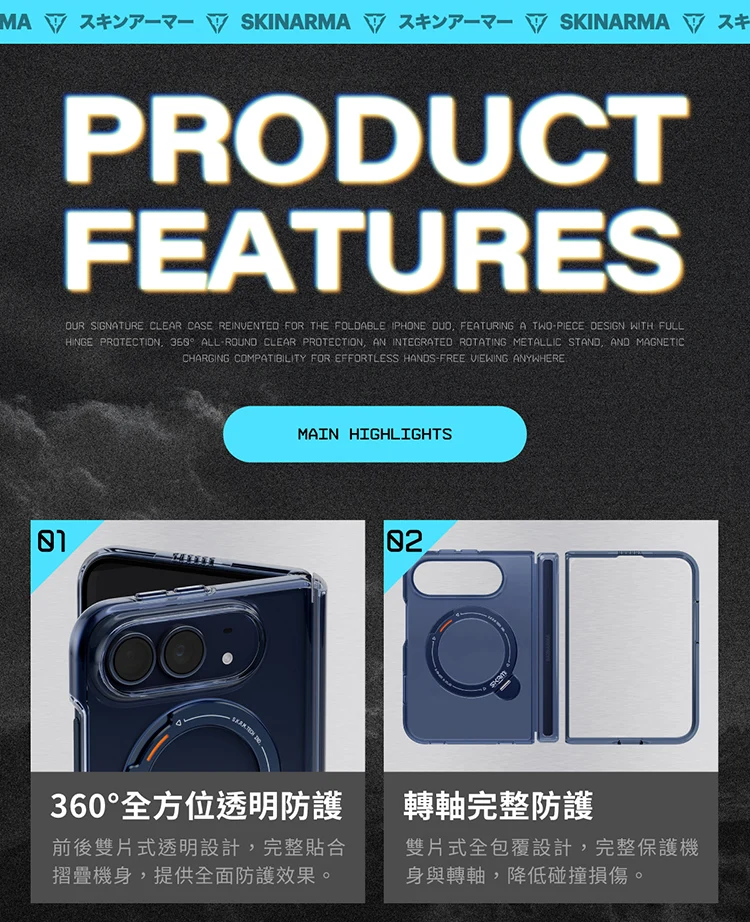 MA スキンアーマー SKINARMA スキンアーマー SKINARMA スキ
PRODUCT
FEATURES
OUR SIGNATURE CLEAR CASE REINVENTED FOR THE FOLDABLE IPHONE DUO, FEATURING A TWO-PIECE DESIGN WITH FULL
HINGE PROTECTION, 360° ALL-ROUND CLEAR PROTECTION, AN INTEGRATED ROTATING METALLIC STAND, AND MAGNETIC
CHARGING COMPATIBILITY FOR EFFORTLESS HANDS-FREE VIEWING ANYWHERE.
MAIN HIGHLIGHTS
01
02
360°全方位透明防護
前後雙片式透明設計，完整貼合
摺疊機身，提供全面防護效果。
轉軸完整防護
雙片式全包覆設計，完整保護機
身與轉軸，降低碰撞損傷。